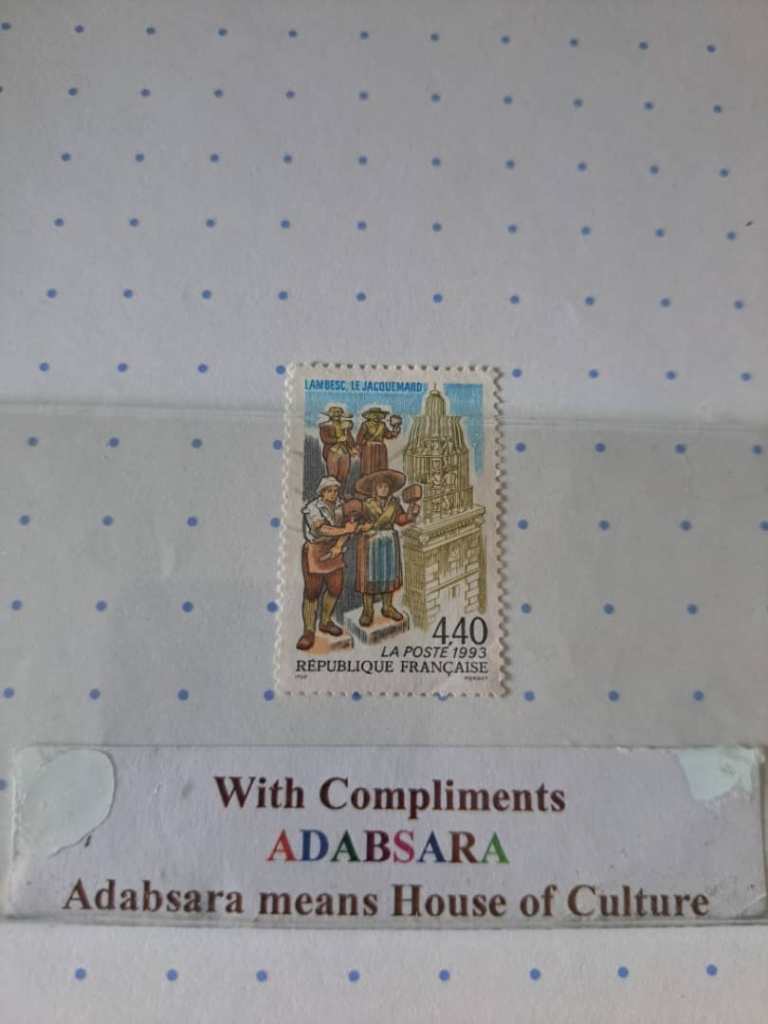 LAMBESC, LE JACQUEMARD
4,40
LA POSTE 1993
RÉPUBLIQUE FRANÇAISE
With Compliments
ADABSARA
Adabsara means House of Culture